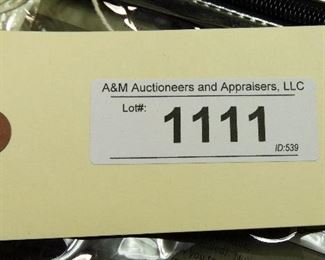 A&M Auctioneers and Appraisers, LLC
Lot#:
1111
ID:539